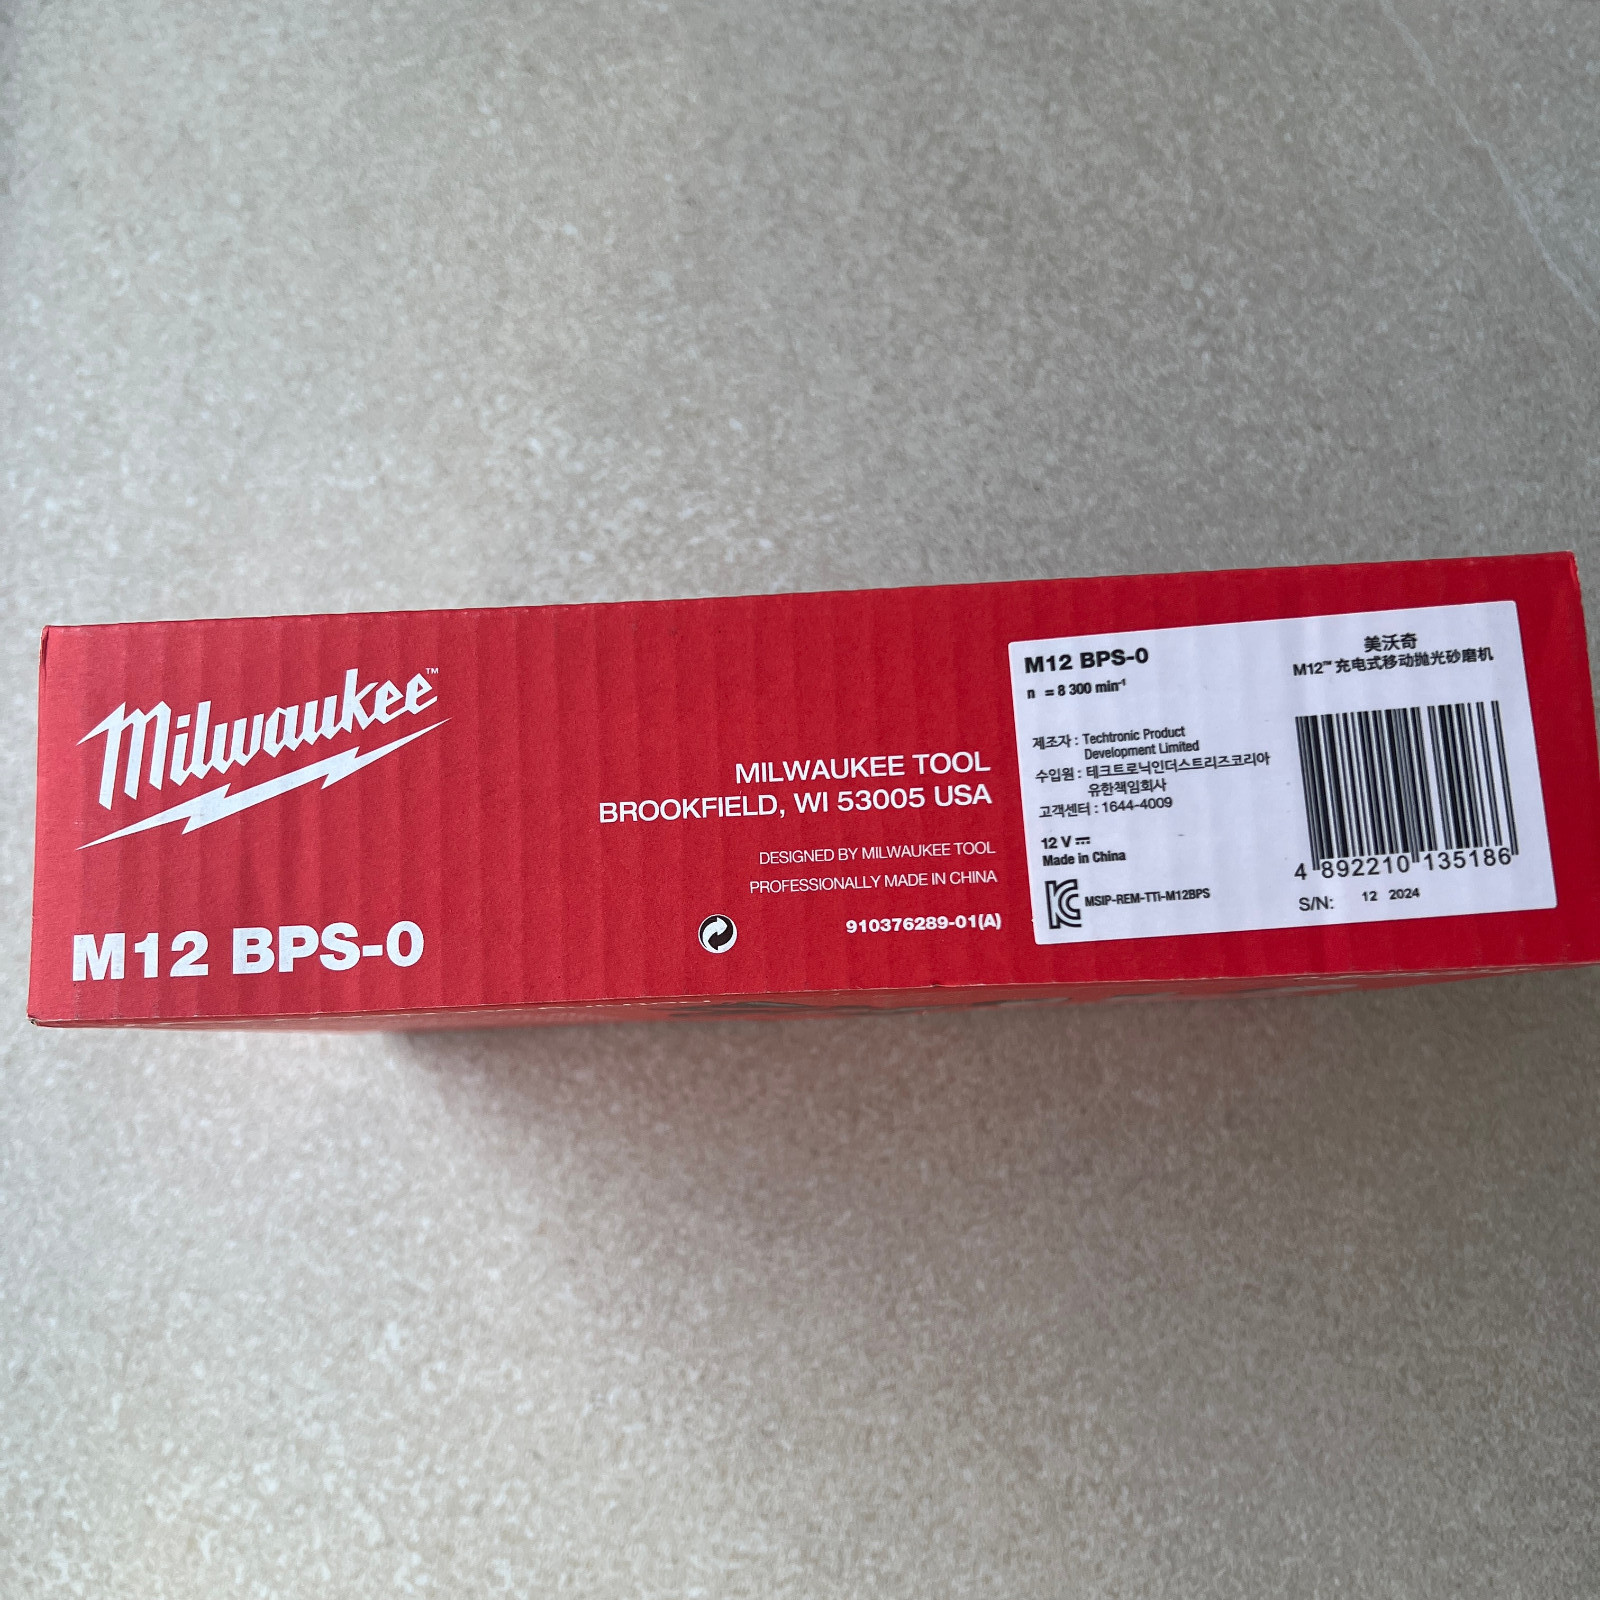 Milwaukee™
M12 BPS-0
MILWAUKEE TOOL
BROOKFIELD, WI 53005 USA
DESIGNED BY MILWAUKEE TOOL
PROFESSIONALLY MADE IN CHINA
910376289-01(A)
M12 BPS-0
n = 8 300 min⁻¹
제조자 : Techtronic Product
Development Limited
수입원 : 테크트로닉인더스트리즈코리아
유한책임회사
고객센터 : 1644-4009
12 V
Made in China
MSIP-REM-TTi-M12BPS
美沃奇
M12™ 充电式移动抛光砂磨机
4 892210 135186
S/N: 12 2024